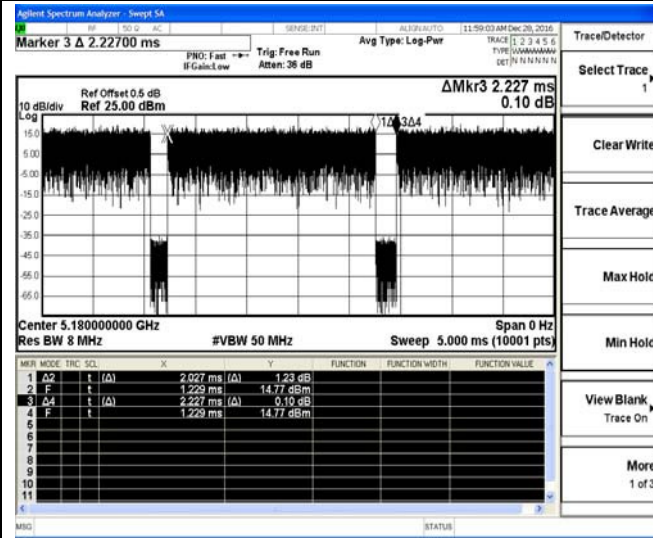 Agilent Spectrum Analyzer - Swept SA
RF 50 Ω AC SENSE:INT ALIGN AUTO 11:59:03 AM Dec 28, 2016
Marker 3 Δ 2.22700 ms
PNO: Fast
IFGain:Low
Trig: Free Run
Atten: 36 dB
Avg Type: Log-Pwr
TRACE 1 2 3 4 5 6
TYPE
DET N N N N N N
Trace/Detector
Select Trace
1
Clear Write
Trace Average
Max Hold
Min Hold
View Blank
Trace On
More
1 of 3
Ref Offset 0.5 dB
10 dB/div Ref 25.00 dBm
ΔMkr3 2.227 ms
0.10 dB
Log
15.0
5.00
-5.00
-15.0
-25.0
-35.0
-45.0
-55.0
-65.0
1Δ 3Δ4
Center 5.180000000 GHz Span 0 Hz
Res BW 8 MHz #VBW 50 MHz Sweep 5.000 ms (10001 pts)
MKR MODE TRC SCL X Y FUNCTION FUNCTION WIDTH FUNCTION VALUE
1 Δ2 t (Δ) 2.027 ms (Δ) 1.23 dB
2 F t 1.229 ms 14.77 dBm
3 Δ4 t (Δ) 2.227 ms (Δ) 0.10 dB
4 F t 1.229 ms 14.77 dBm
5
6
7
8
9
10
11
MSG STATUS